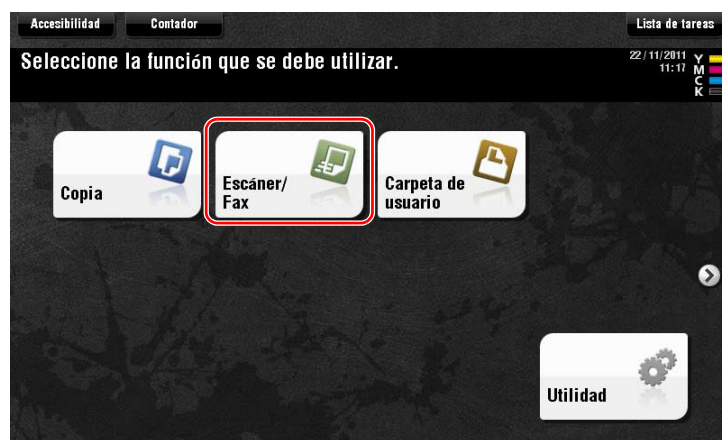 Accesibilidad
Contador
Lista de tareas
Seleccione la función que se debe utilizar.
22/11/2011
11:17
Y
M
C
K
Copia
Escáner/
Fax
Carpeta de
usuario
Utilidad